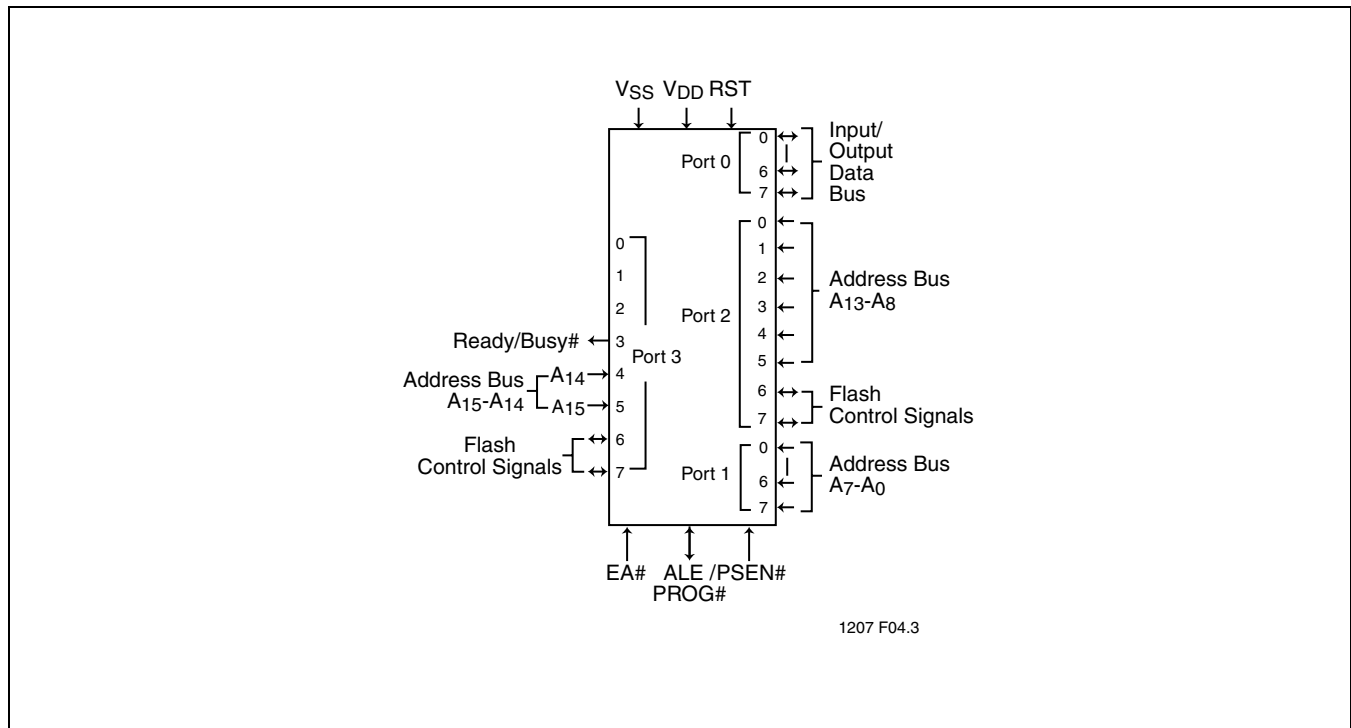 VSS VDD RST
Port 0
0
6
7
Input/
Output
Data
Bus
Port 2
0
1
2
3
4
5
6
7
Address Bus
A13-A8
Flash
Control Signals
Port 1
0
6
7
Address Bus
A7-A0
Port 3
0
1
2
3
4
5
6
7
Ready/Busy#
Address Bus
A15-A14
A14
A15
Flash
Control Signals
EA# ALE /PSEN#
PROG#
1207 F04.3